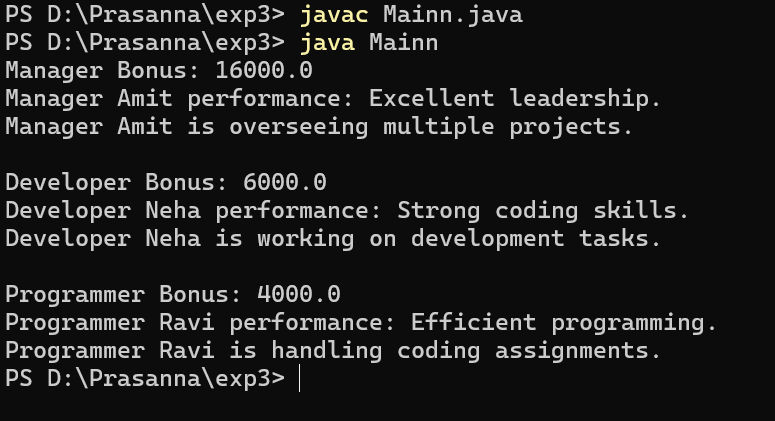 PS D:\Prasanna\exp3> javac Mainn.java
PS D:\Prasanna\exp3> java Mainn
Manager Bonus: 16000.0
Manager Amit performance: Excellent leadership.
Manager Amit is overseeing multiple projects.

Developer Bonus: 6000.0
Developer Neha performance: Strong coding skills.
Developer Neha is working on development tasks.

Programmer Bonus: 4000.0
Programmer Ravi performance: Efficient programming.
Programmer Ravi is handling coding assignments.
PS D:\Prasanna\exp3>